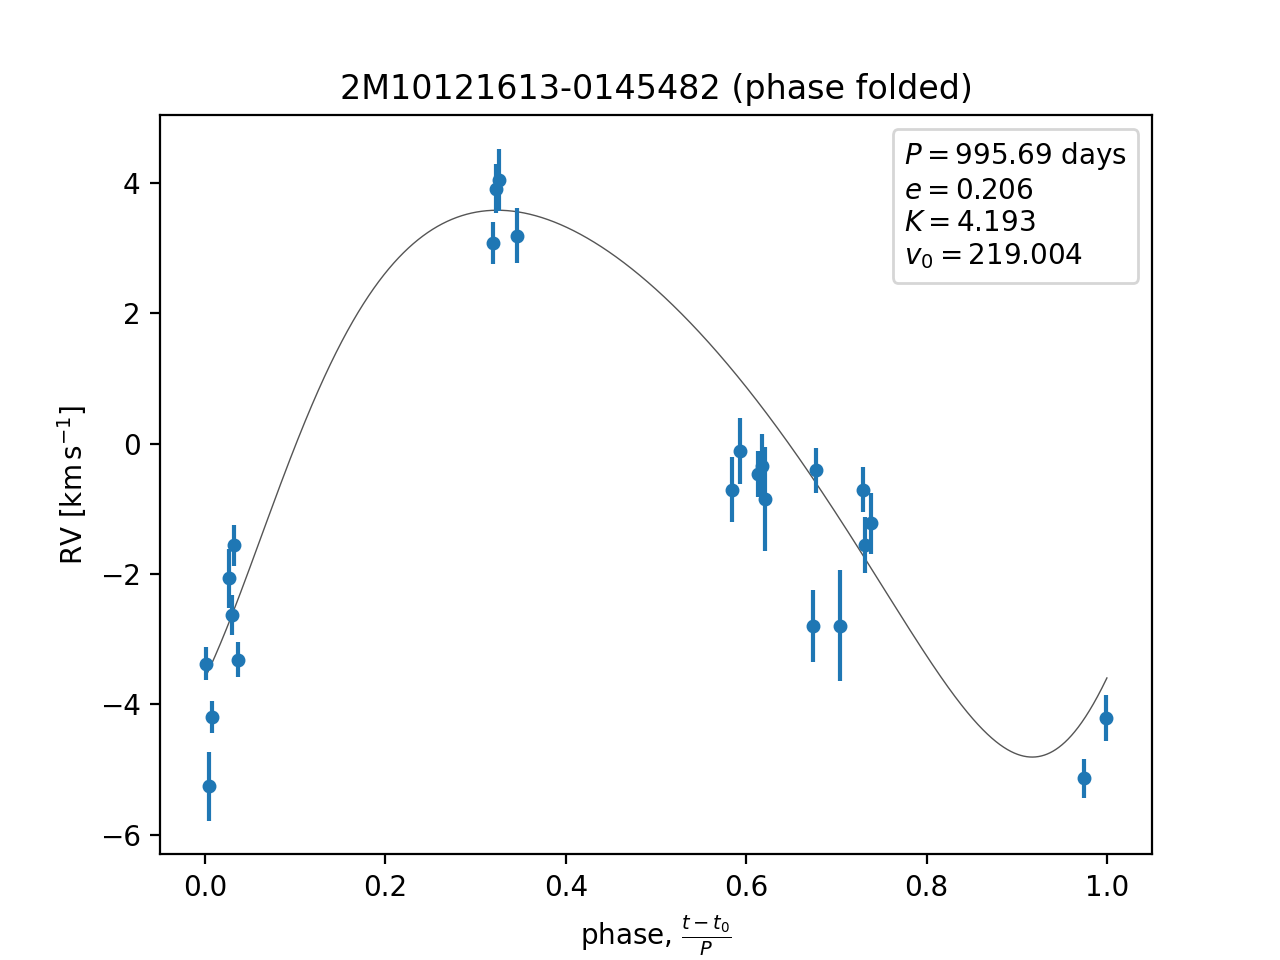 2M10121613-0145482 (phase folded)
P = 995.69 days
e = 0.206
K = 4.193
v₀ = 219.004
RV [km s⁻¹]
4
2
0
−2
−4
−6
0.0 0.2 0.4 0.6 0.8 1.0
phase, (t − t₀)/P